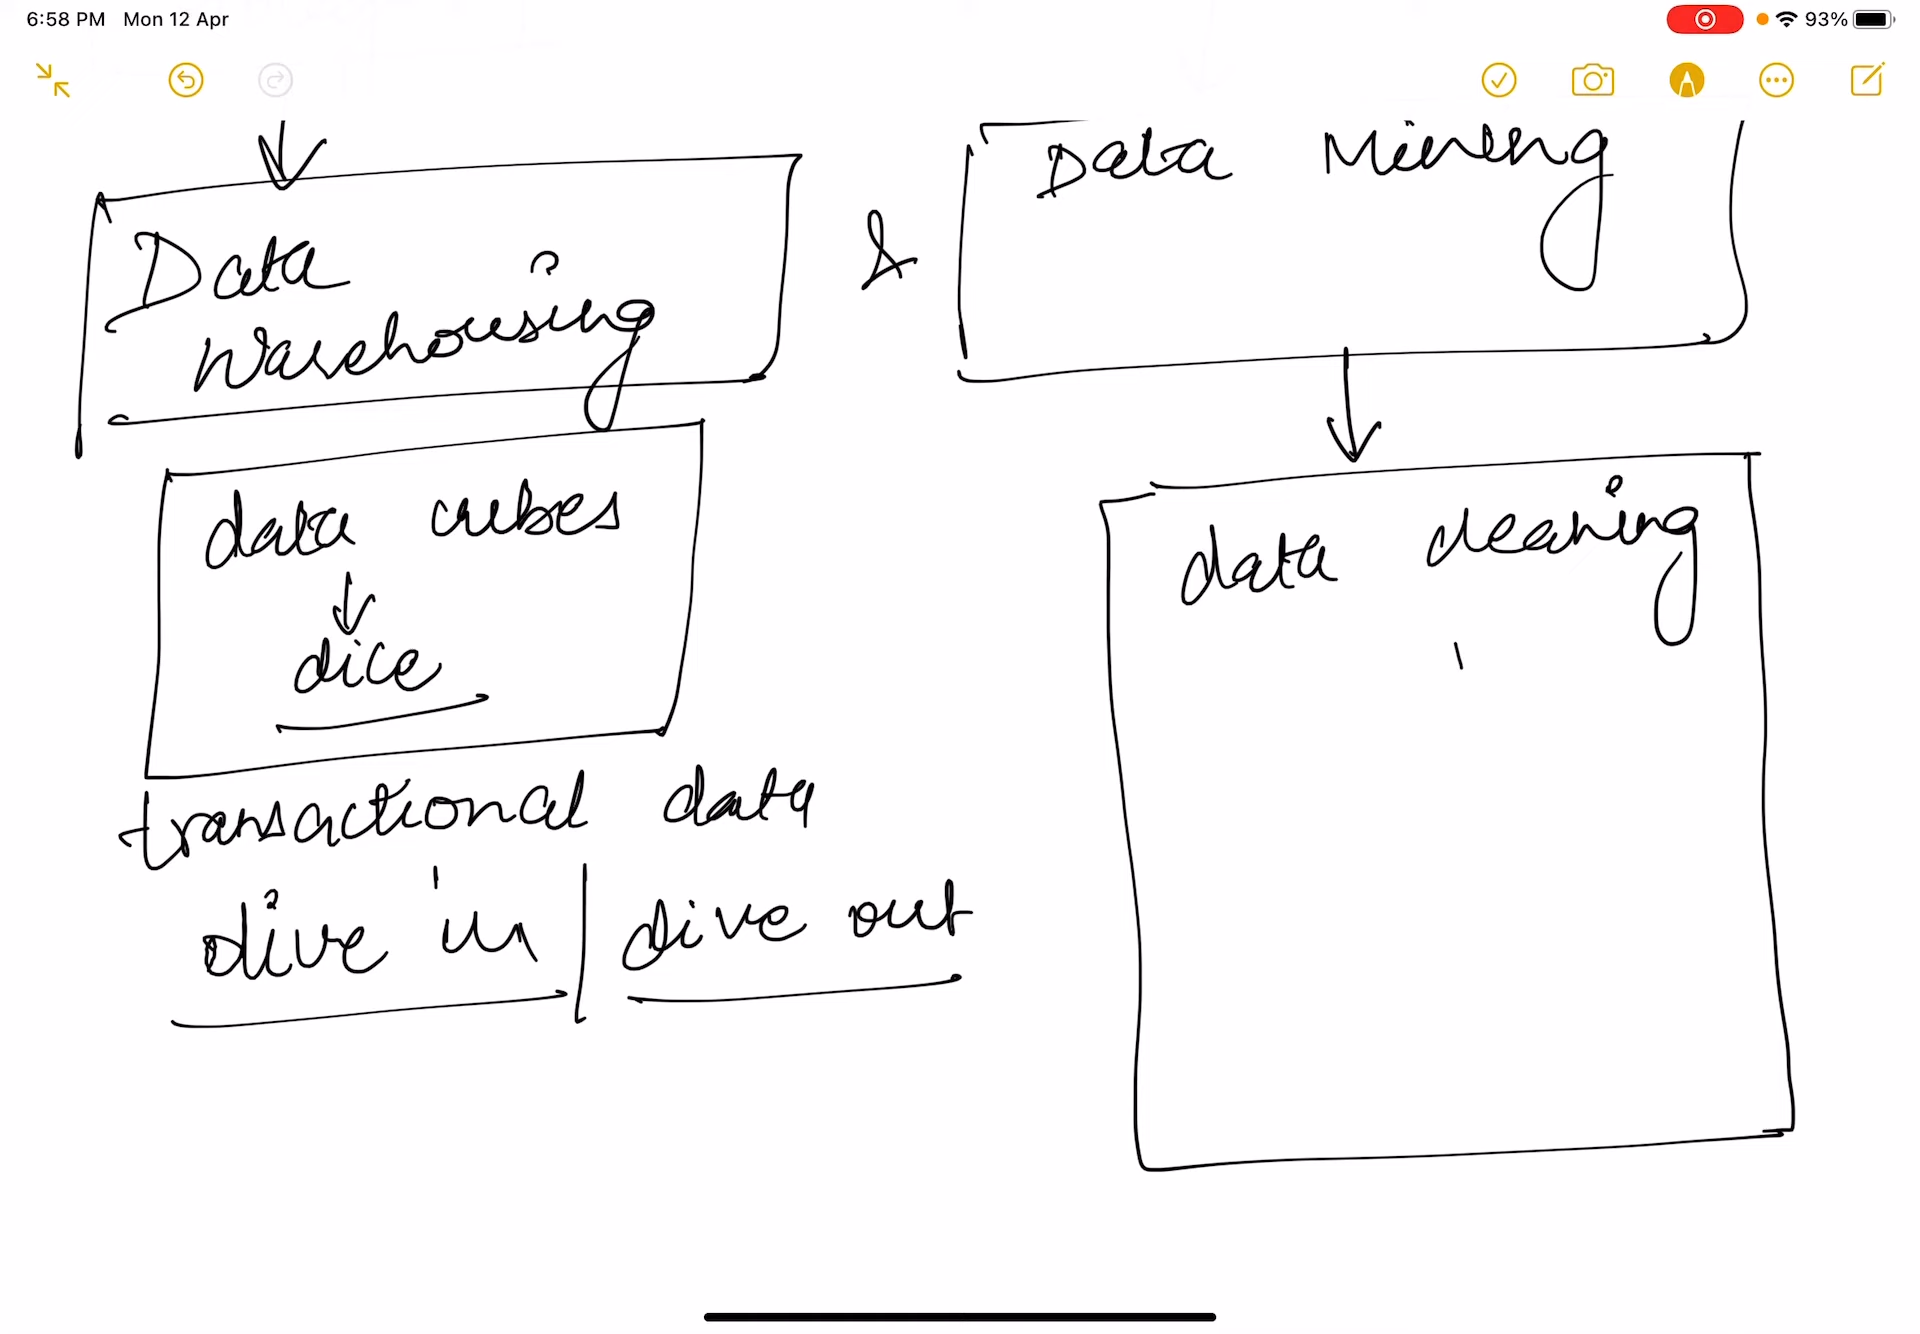 6:58 PM Mon 12 Apr
93%
Data
Warehousing
&
Data Mining
data cubes
dice
transactional data
dive in | dive out
data cleaning